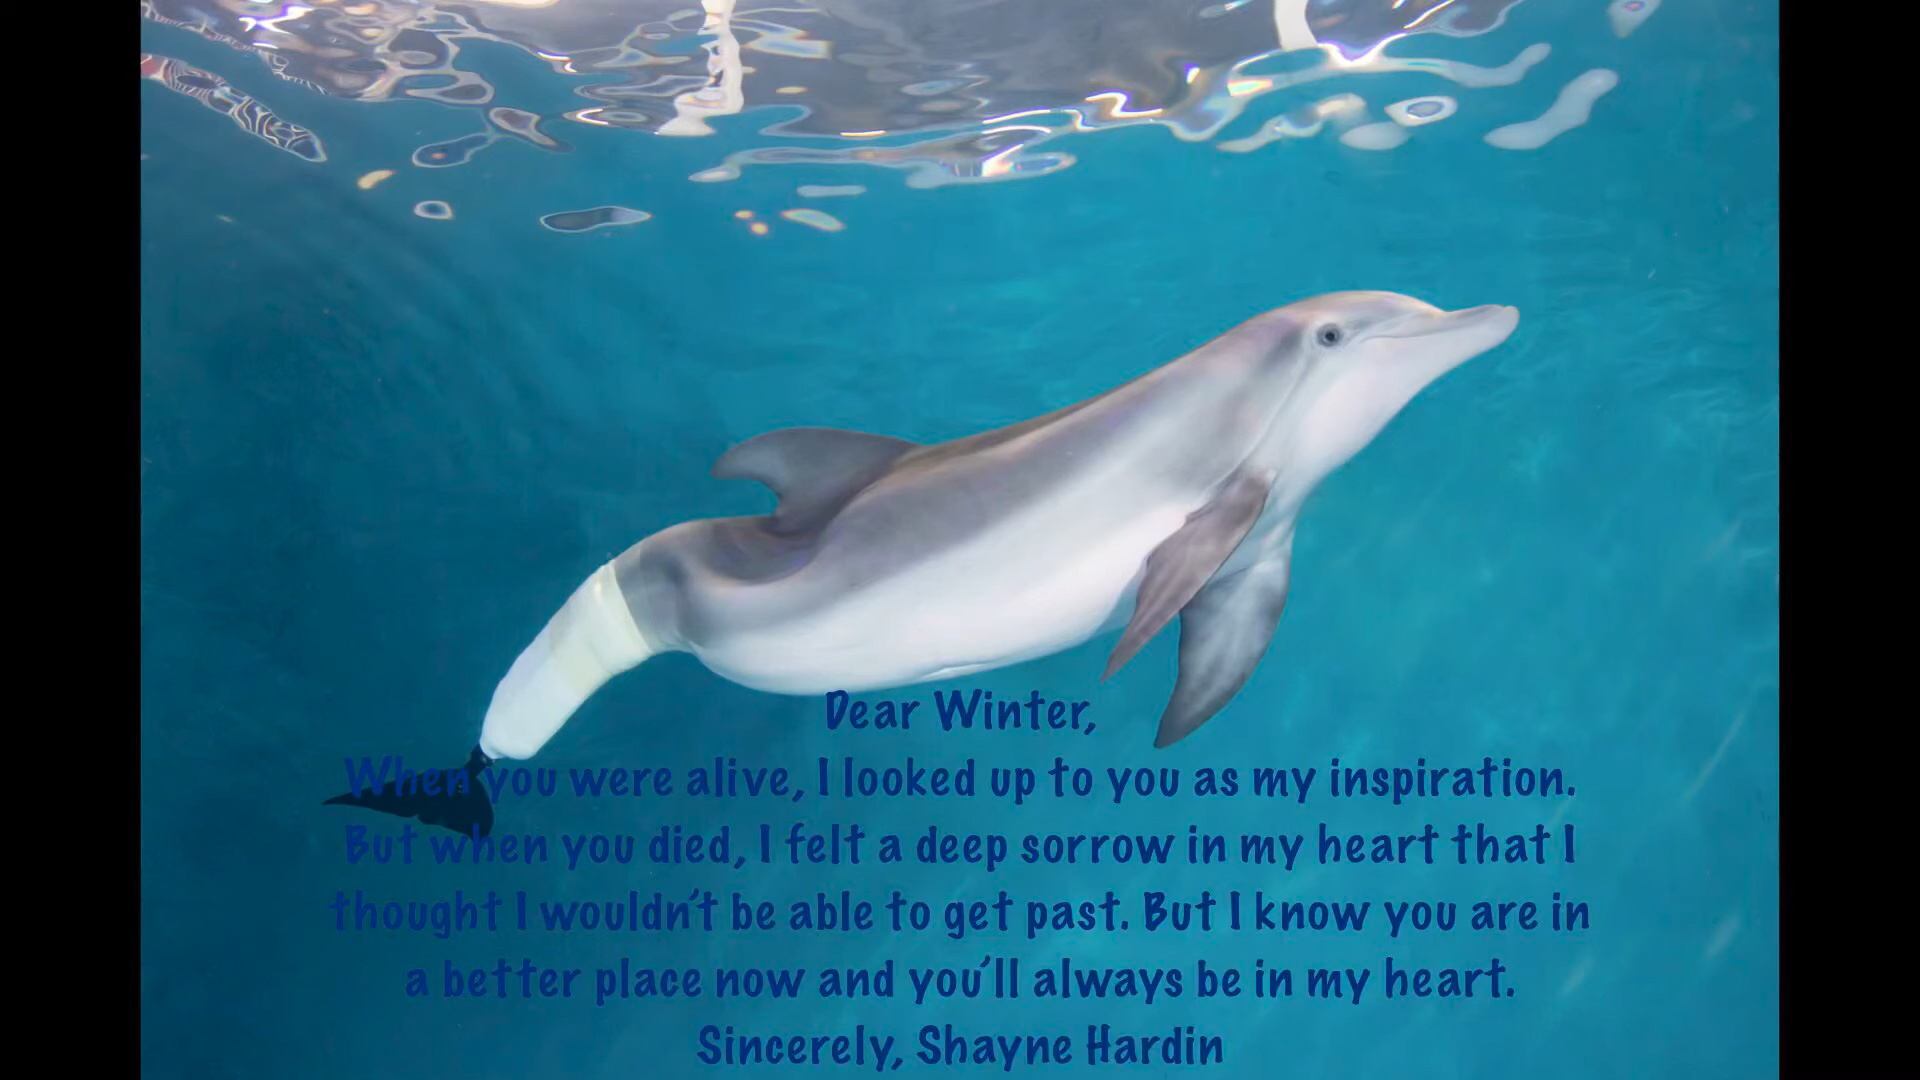 Dear Winter,
When you were alive, I looked up to you as my inspiration.
But when you died, I felt a deep sorrow in my heart that I
thought I wouldn't be able to get past. But I know you are in
a better place now and you'll always be in my heart.
Sincerely, Shayne Hardin